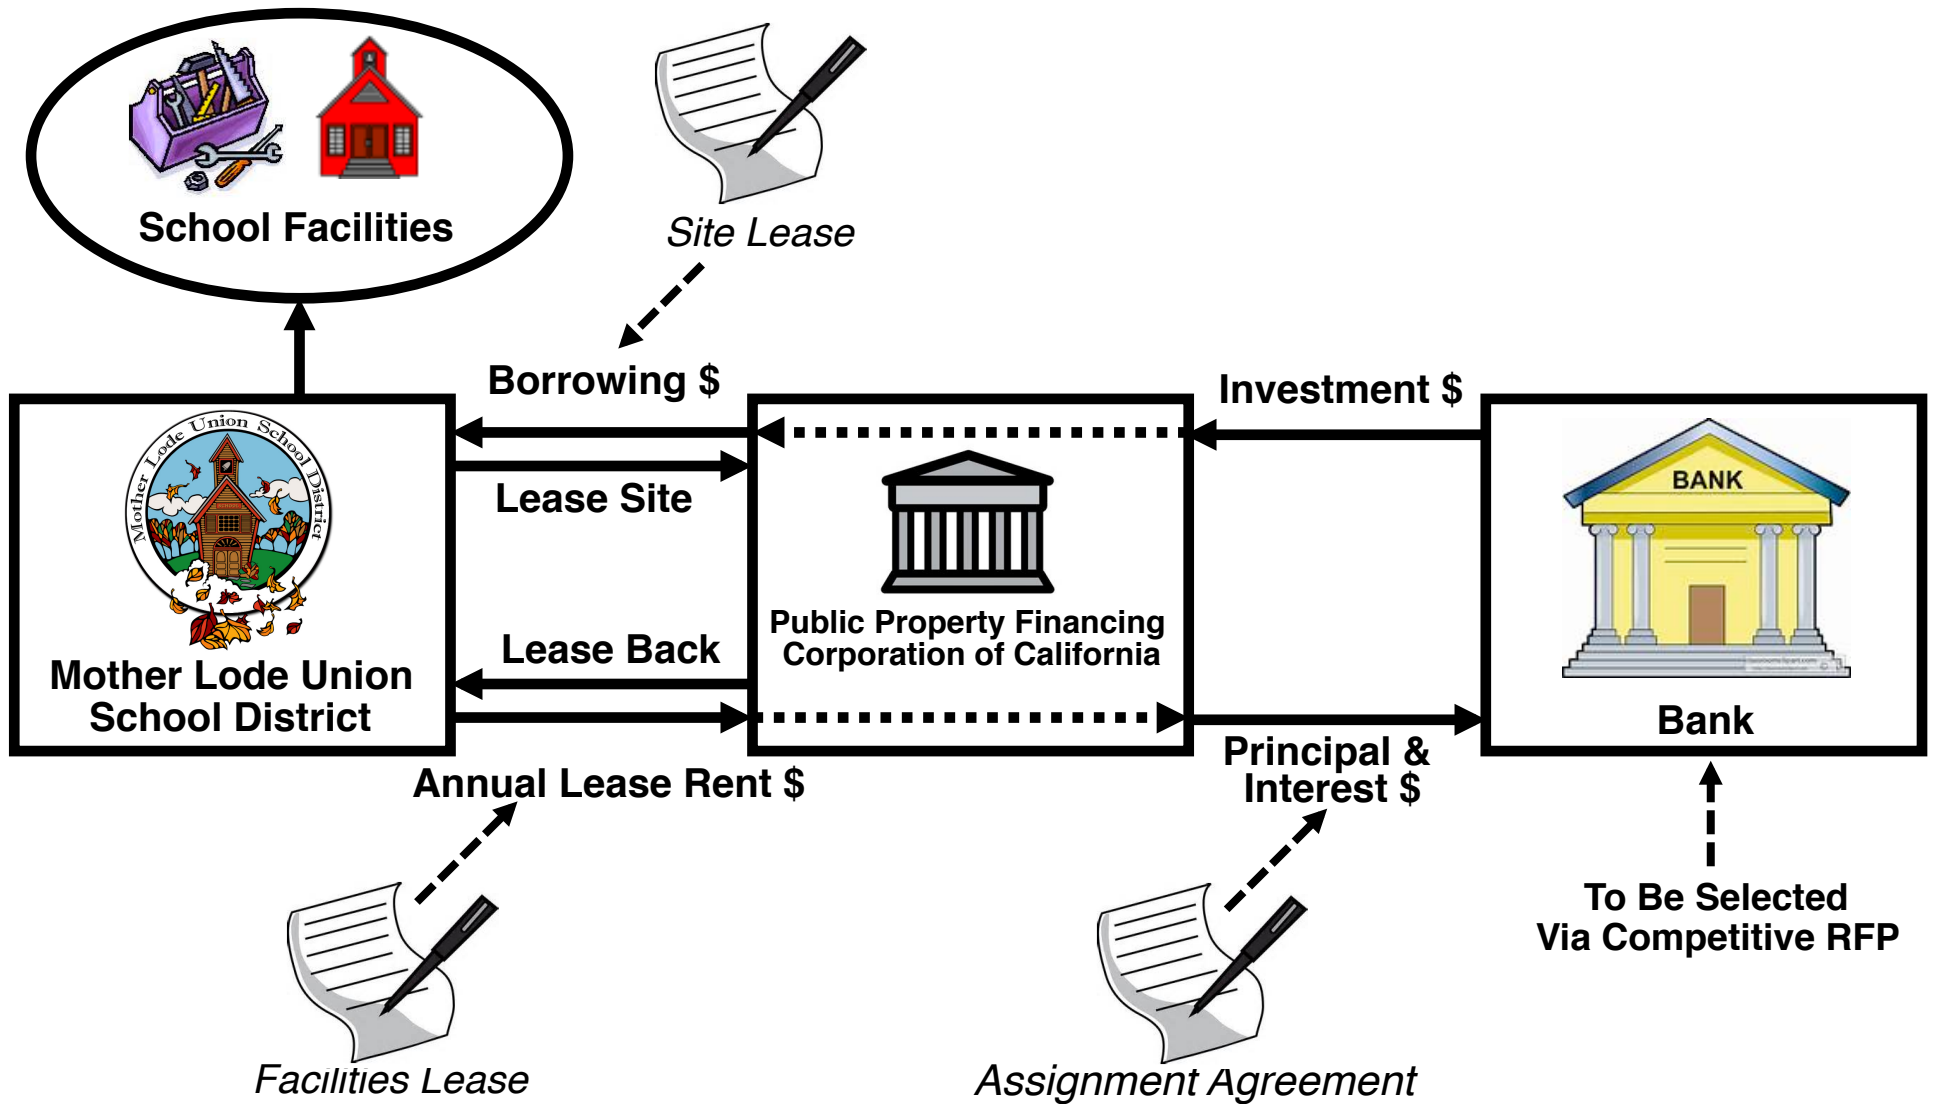 School Facilities
Site Lease
Borrowing $
Investment $
Mother Lode Union School District
Lease Site
BANK
Public Property Financing
Corporation of California
Lease Back
Mother Lode Union
School District
Bank
Annual Lease Rent $
Principal &
Interest $
To Be Selected
Via Competitive RFP
Facilities Lease
Assignment Agreement